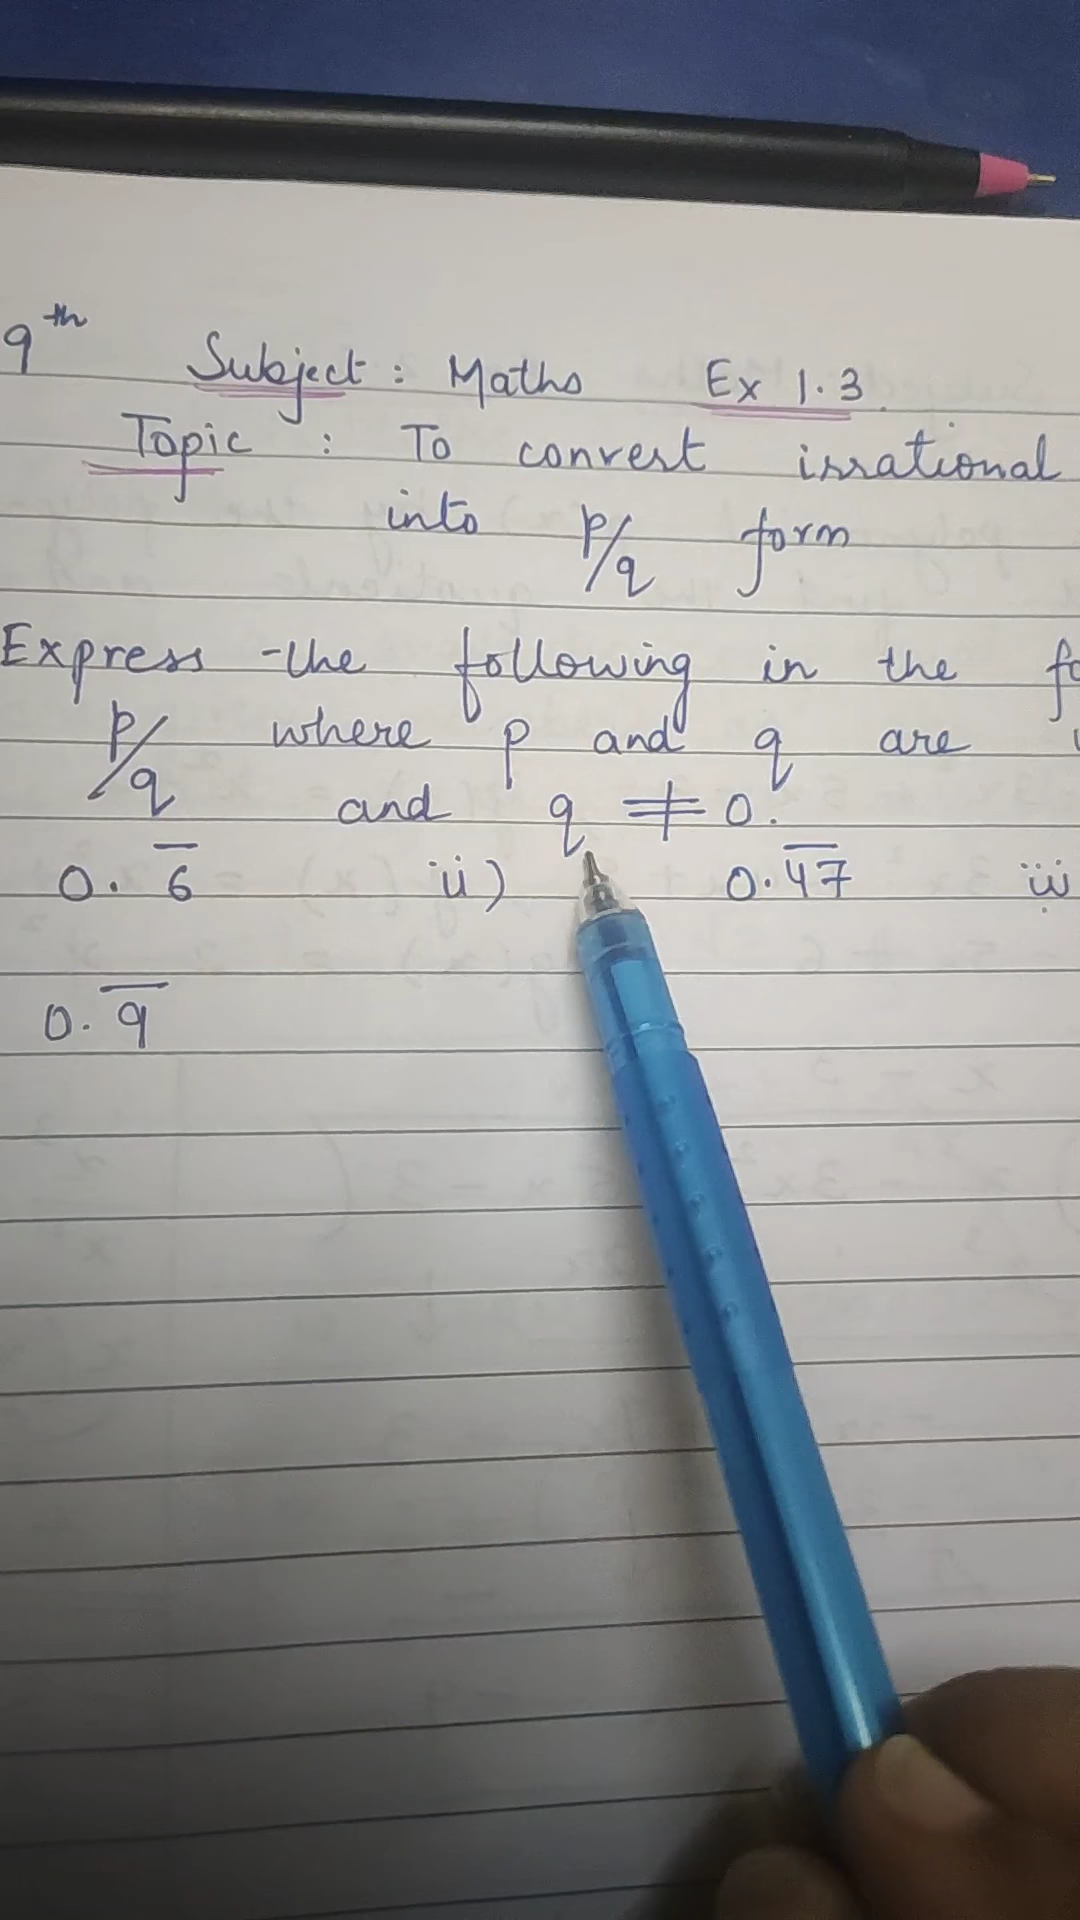 9th Subject: Maths Ex 1.3
Topic : To convert irrational
into p/q form
Express the following in the
p/q where p and q are
and q ≠ 0.
0.6̅ ii) 0.4̅7̅ iii
0.9̅